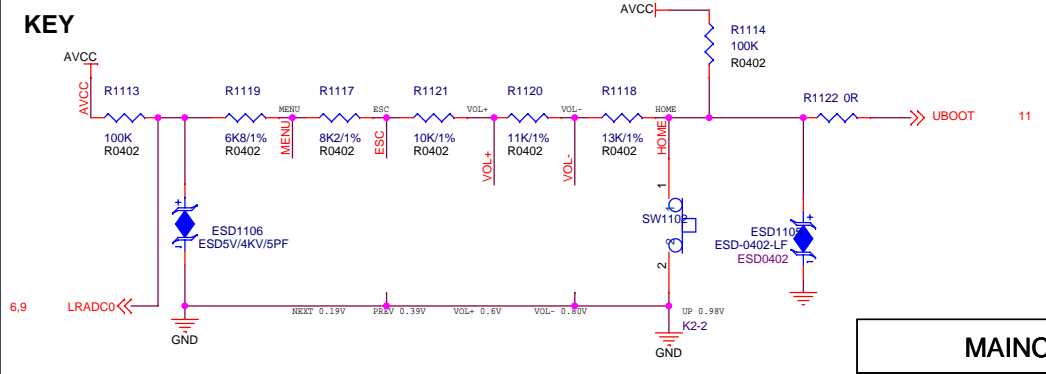 KEY
AVCC
R1114
100K
R0402
AVCC
AVCC
R1113
R1119
R1117
R1121
R1120
R1118
R1122 0R
MENU
ESC
VOL+
VOL-
HOME
UBOOT
11
100K
R0402
6K8/1%
R0402
8K2/1%
R0402
10K/1%
R0402
11K/1%
R0402
13K/1%
R0402
MENU
ESC
VOL+
VOL-
HOME
1
1
SW1102
2
2
ESD1106
ESD5V/4KV/5PF
ESD1105
ESD-0402-LF
ESD0402
+
-
+
-
6,9
LRADC0
NEXT 0.19V
PREV 0.39V
VOL+ 0.6V
VOL- 0.80V
UP 0.98V
K2-2
GND
GND
MAINC